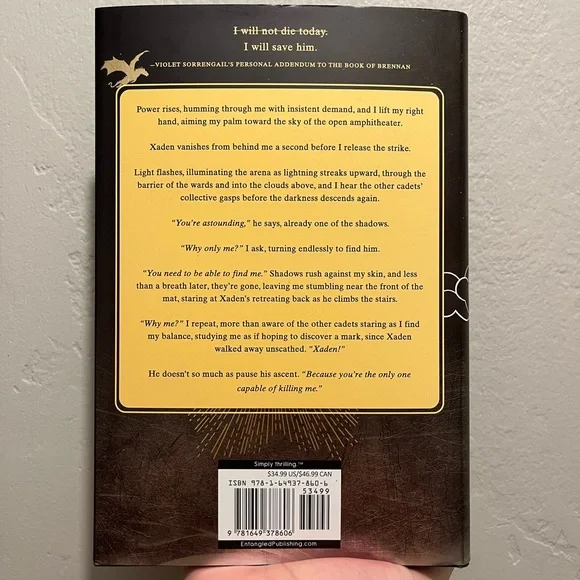 I will not die today.
I will save him.
—VIOLET SORRENGAIL'S PERSONAL ADDENDUM TO THE BOOK OF BRENNAN
Power rises, humming through me with insistent demand, and I lift my right
hand, aiming my palm toward the sky of the open amphitheater.
Xaden vanishes from behind me a second before I release the strike.
Light flashes, illuminating the arena as lightning streaks upward, through the
barrier of the wards and into the clouds above, and I hear the other cadets'
collective gasps before the darkness descends again.
"You're astounding," he says, already one of the shadows.
"Why only me?" I ask, turning endlessly to find him.
"You need to be able to find me." Shadows rush against my skin, and less
than a breath later, they're gone, leaving me stumbling near the front of the
mat, staring at Xaden's retreating back as he climbs the stairs.
"Why me?" I repeat, more than aware of the other cadets staring as I find
my balance, studying me as if hoping to discover a mark, since Xaden
walked away unscathed. "Xaden!"
He doesn't so much as pause his ascent. "Because you're the only one
capable of killing me."
Simply thrilling.™
$34.99 US/$46.99 CAN
ISBN 978-1-64937-860-6
53499
9 781649 378606
EntangledPublishing.com